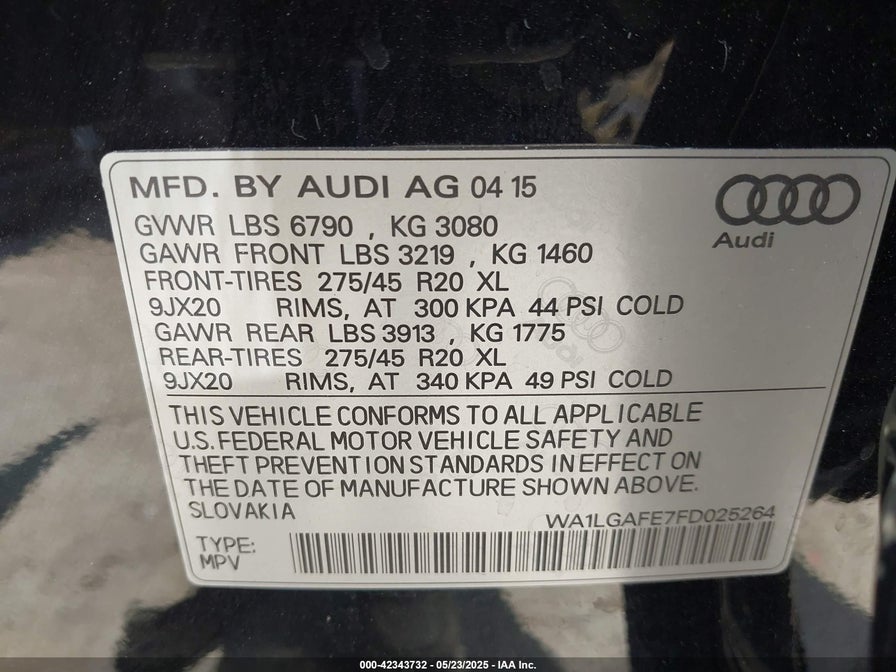 MFD. BY AUDI AG 04 15
GVWR LBS 6790 , KG 3080
GAWR FRONT LBS 3219 , KG 1460
FRONT-TIRES 275/45 R20 XL
9JX20 RIMS, AT 300 KPA 44 PSI COLD
GAWR REAR LBS 3913 , KG 1775
REAR-TIRES 275/45 R20 XL
9JX20 RIMS, AT 340 KPA 49 PSI COLD
Audi
THIS VEHICLE CONFORMS TO ALL APPLICABLE
U.S. FEDERAL MOTOR VEHICLE SAFETY AND
THEFT PREVENTION STANDARDS IN EFFECT ON
THE DATE OF MANUFACTURE SHOWN ABOVE.
SLOVAKIA
WA1LGAFE7FD025264
TYPE:
MPV
000-42343732 - 05/23/2025 - IAA Inc.